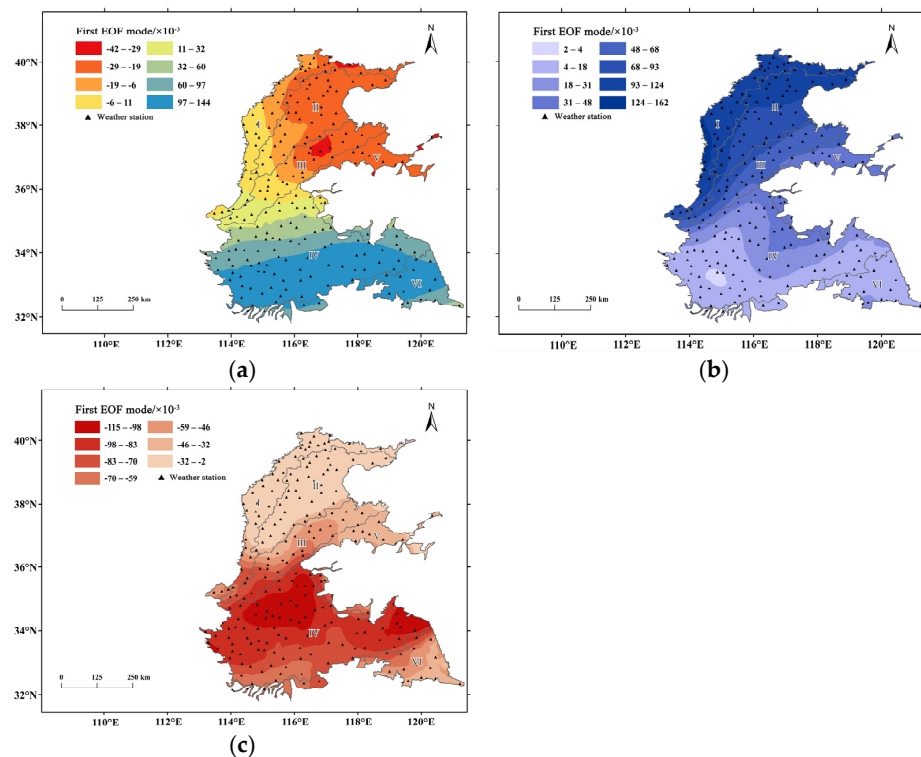 First EOF mode/×10⁻³
N
-42 – -29
11 – 32
-29 – -19
32 – 60
-19 – -6
60 – 97
-6 – 11
97 – 144
Weather station
I
II
III
V
IV
VI
40°N
38°N
36°N
34°N
32°N
0 125 250 km
110°E 112°E 114°E 116°E 118°E 120°E
(a)
First EOF mode/×10⁻³
N
2 – 4
48 – 68
4 – 18
68 – 93
18 – 31
93 – 124
31 – 48
124 – 162
Weather station
I
II
III
V
IV
VI
40°N
38°N
36°N
34°N
32°N
0 125 250 km
110°E 112°E 114°E 116°E 118°E 120°E
(b)
First EOF mode/×10⁻³
N
-115 – -98
-59 – -46
-98 – -83
-46 – -32
-83 – -70
-32 – -2
-70 – -59
Weather station
I
II
III
V
IV
VI
40°N
38°N
36°N
34°N
32°N
0 125 250 km
110°E 112°E 114°E 116°E 118°E 120°E
(c)